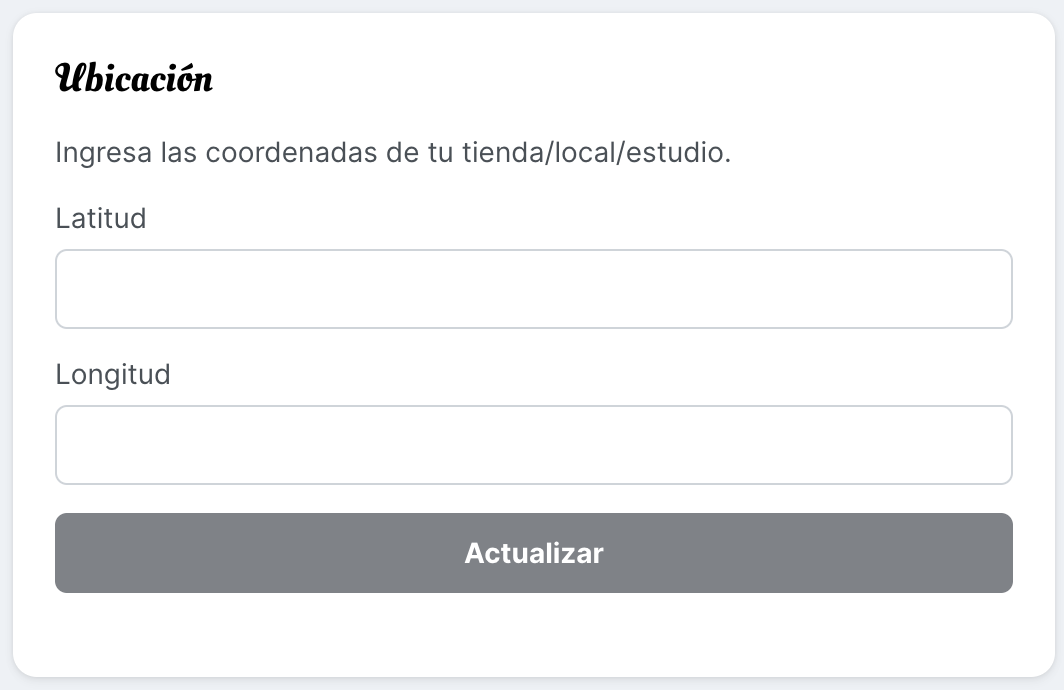 Ubicación
Ingresa las coordenadas de tu tienda/local/estudio.
Latitud
Longitud
Actualizar